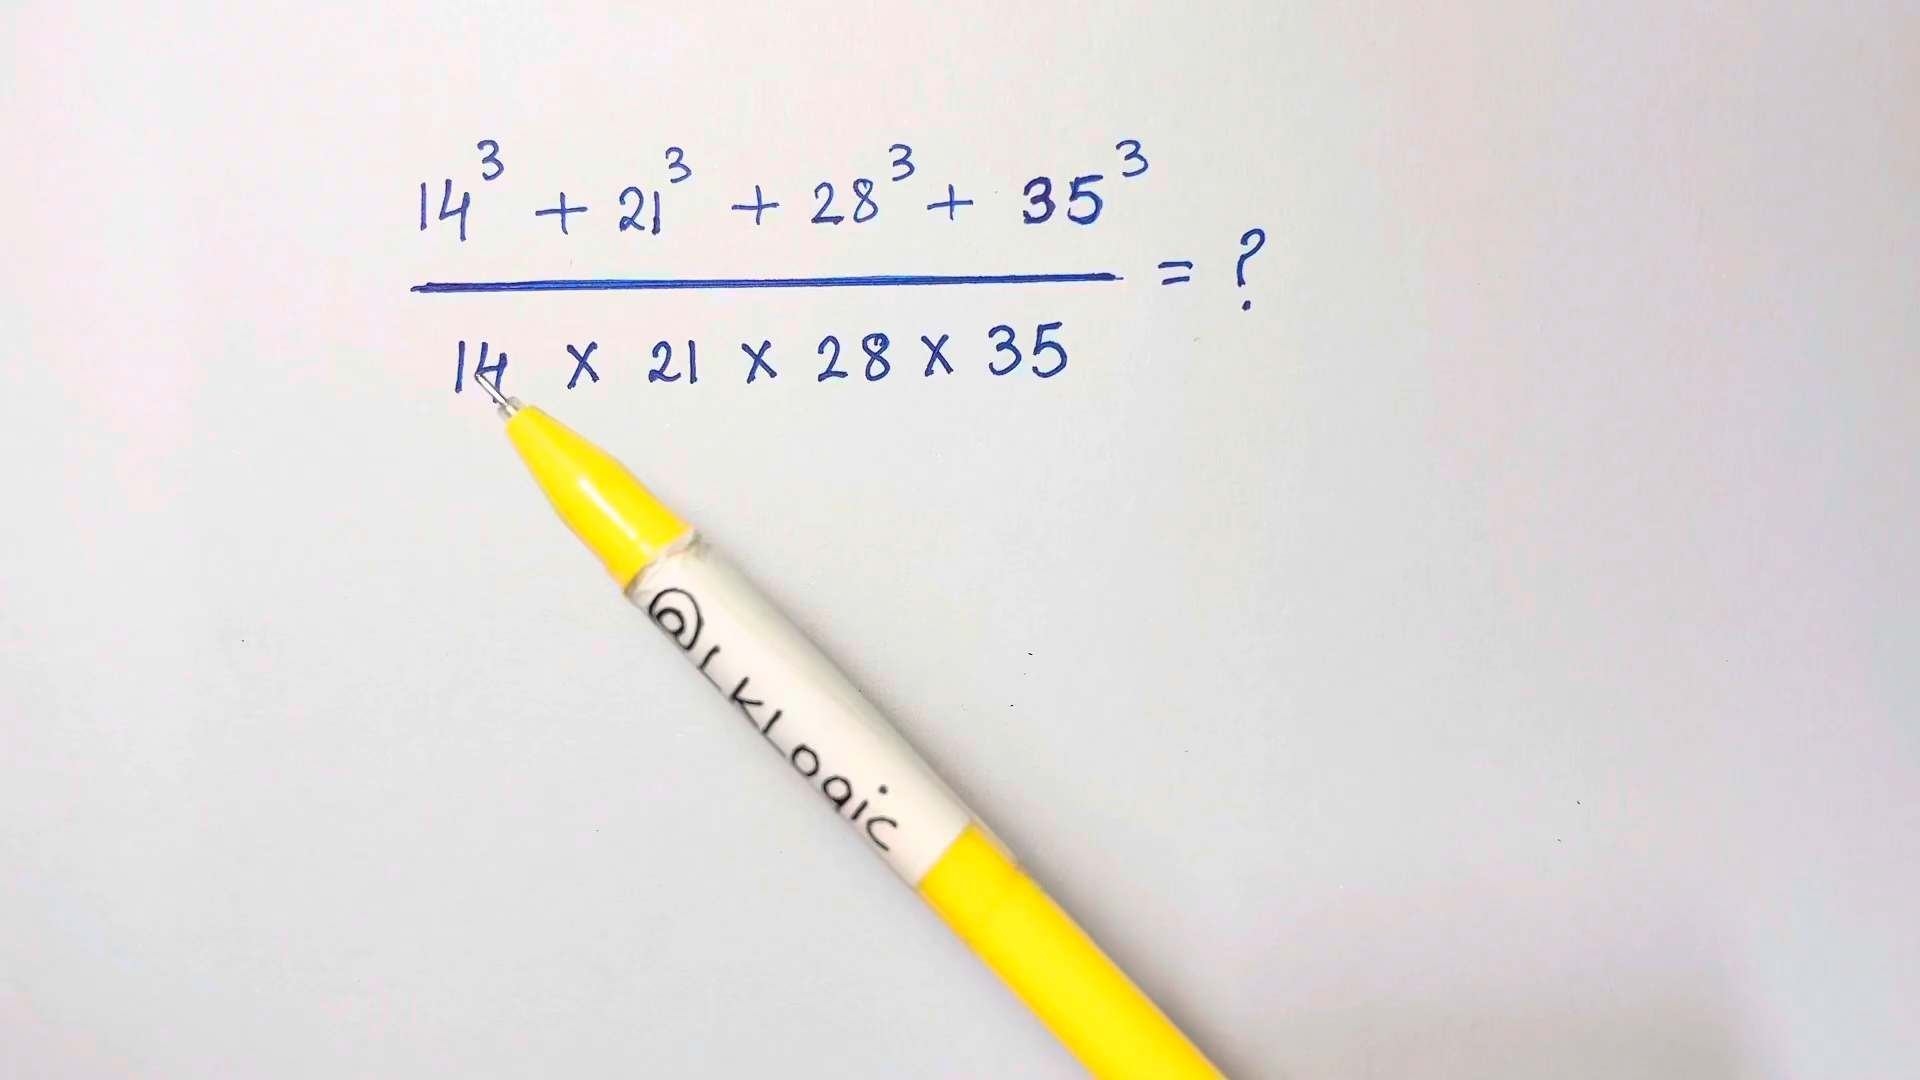 14³ + 21³ + 28³ + 35³
= ?
14 × 21 × 28 × 35
@LKLogic